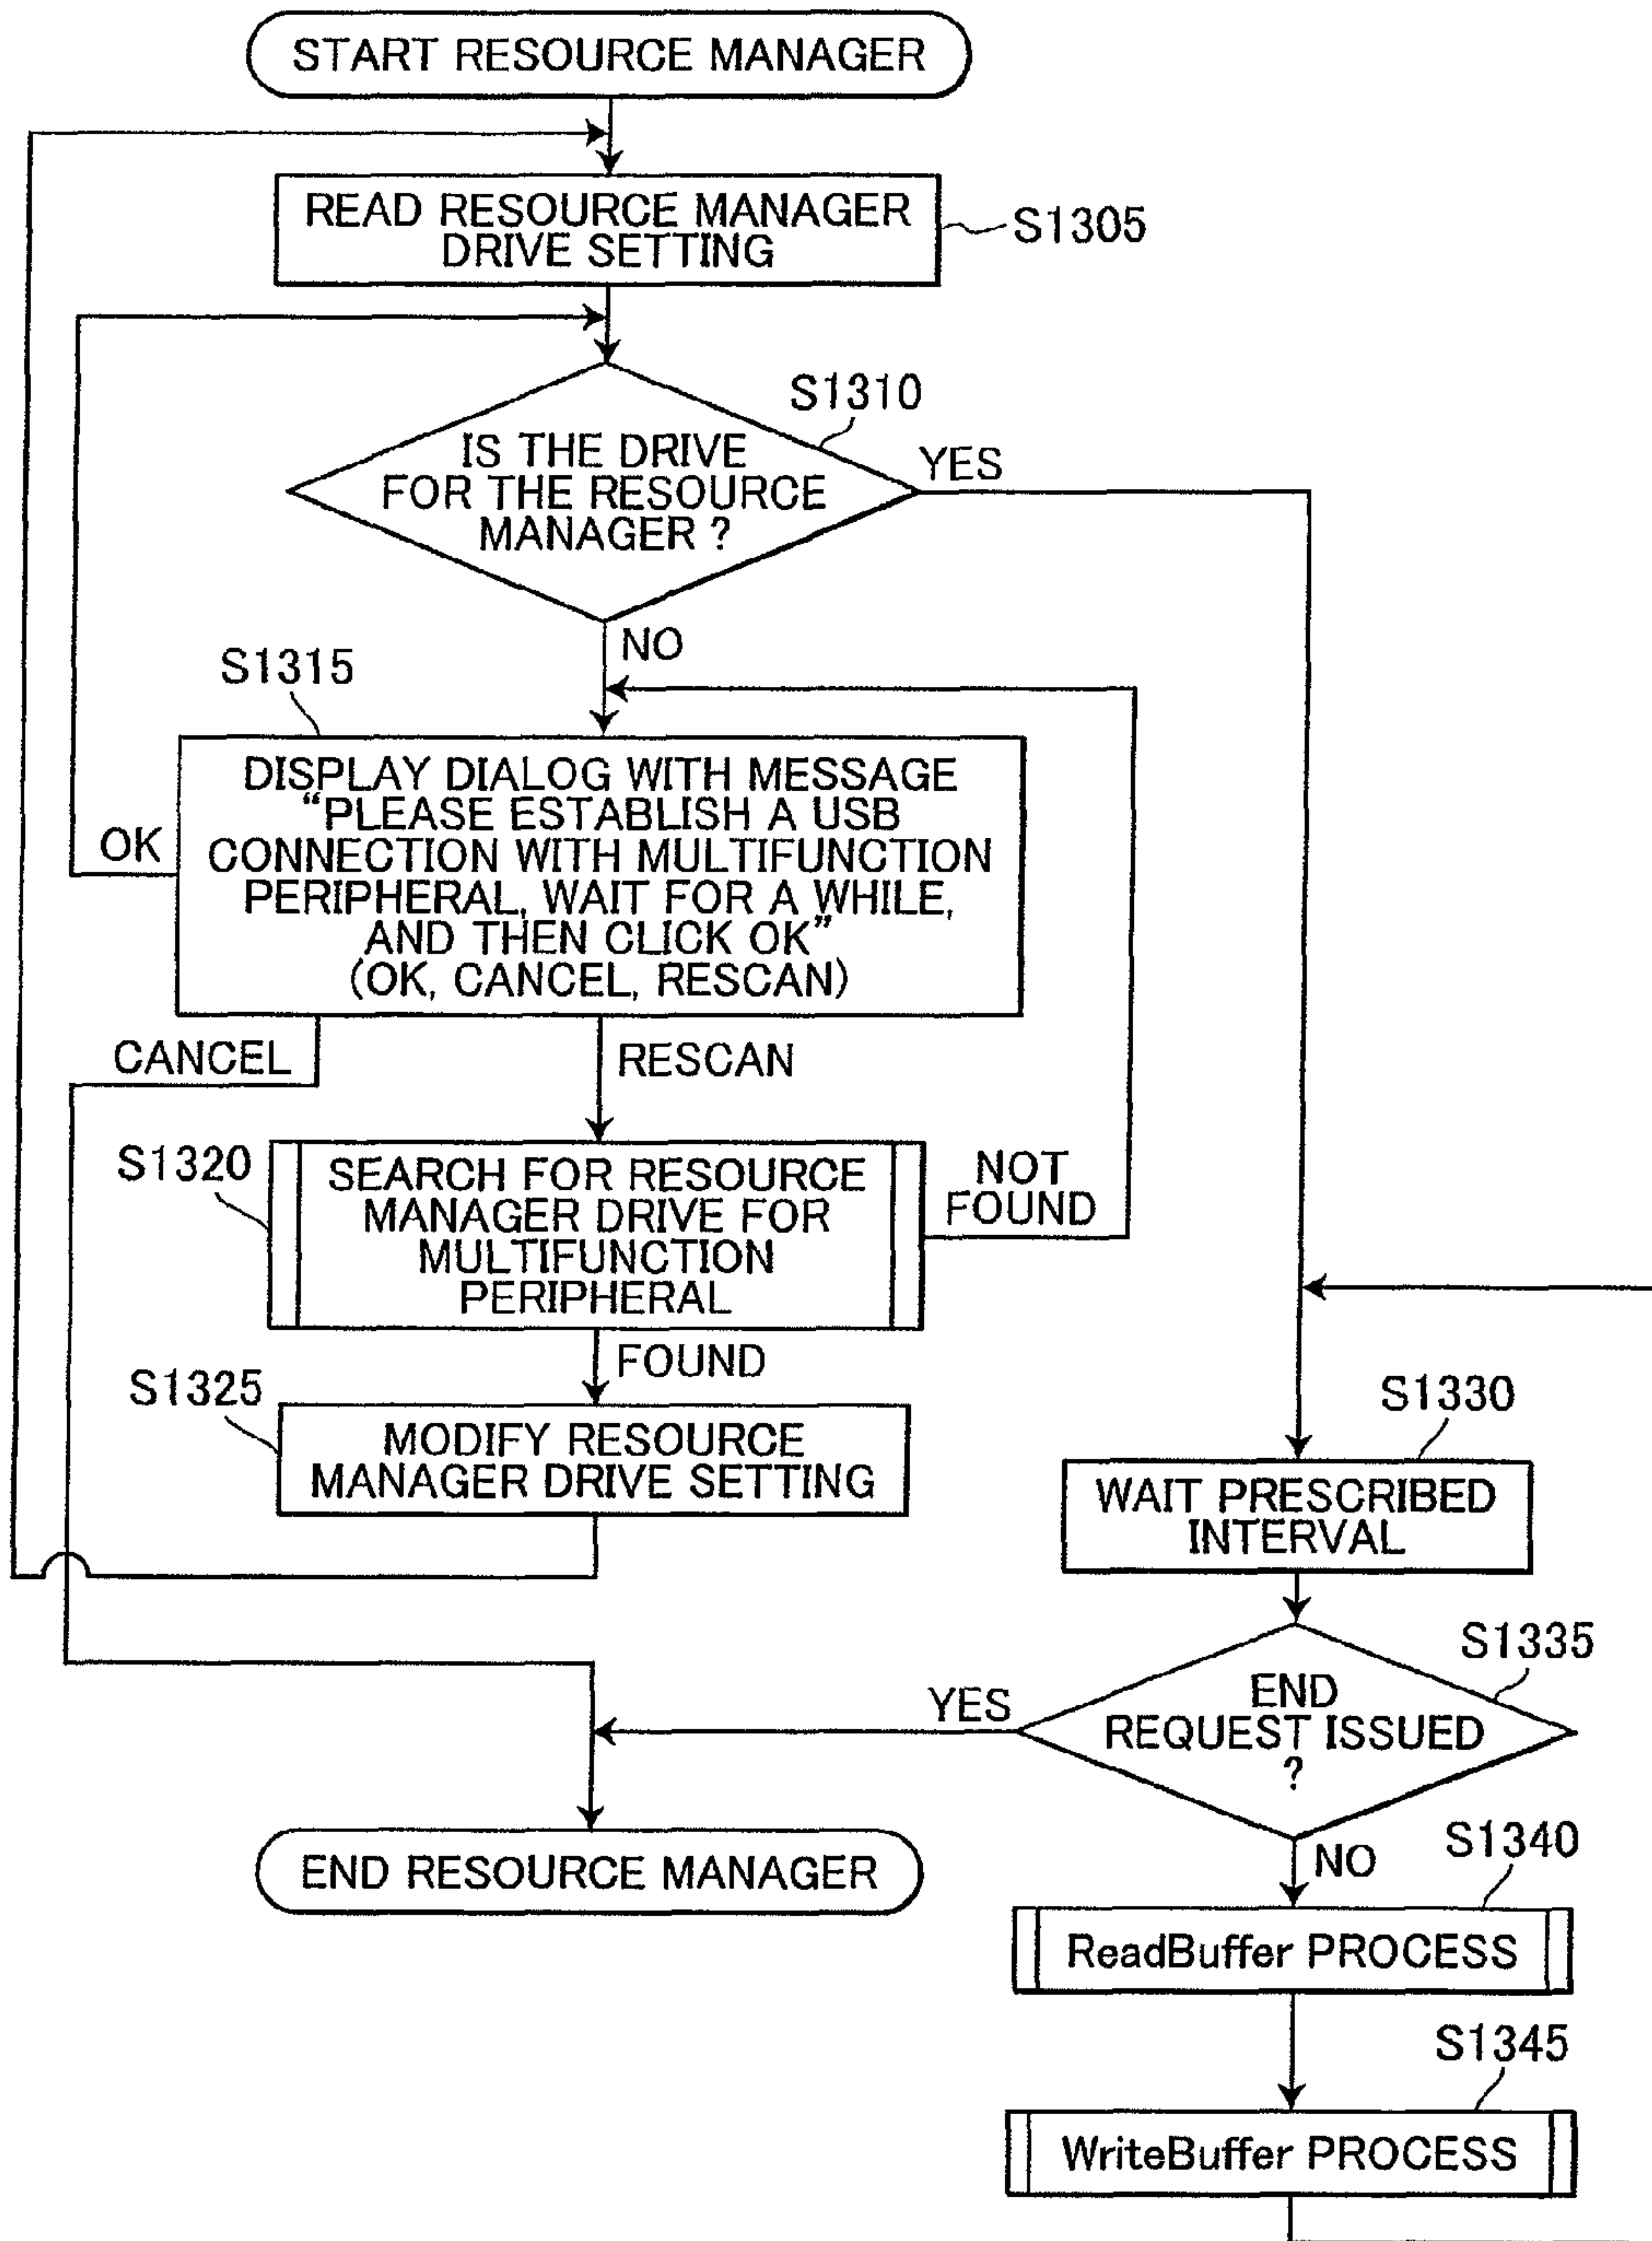 START RESOURCE MANAGER
READ RESOURCE MANAGER
DRIVE SETTING
S1305
S1310
IS THE DRIVE
FOR THE RESOURCE
MANAGER ?
YES
NO
S1315
DISPLAY DIALOG WITH MESSAGE
“PLEASE ESTABLISH A USB
CONNECTION WITH MULTIFUNCTION
PERIPHERAL, WAIT FOR A WHILE,
AND THEN CLICK OK”
(OK, CANCEL, RESCAN)
OK
CANCEL
RESCAN
S1320
SEARCH FOR RESOURCE
MANAGER DRIVE FOR
MULTIFUNCTION
PERIPHERAL
NOT
FOUND
FOUND
S1325
MODIFY RESOURCE
MANAGER DRIVE SETTING
S1330
WAIT PRESCRIBED
INTERVAL
S1335
END
REQUEST ISSUED
?
YES
NO
END RESOURCE MANAGER
S1340
ReadBuffer PROCESS
S1345
WriteBuffer PROCESS